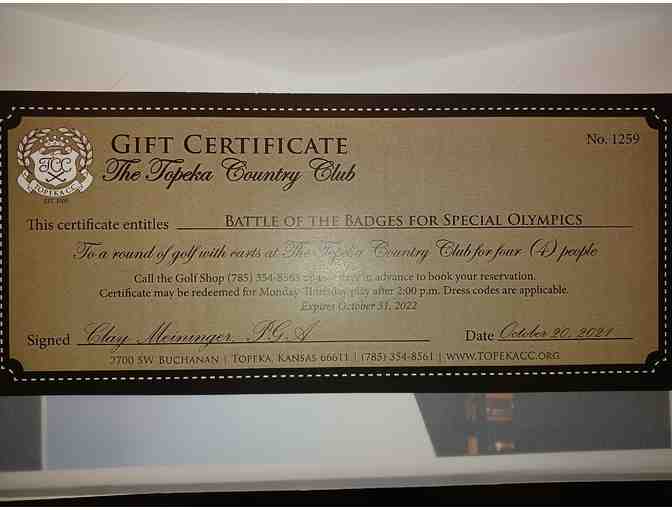 GIFT CERTIFICATE
No. 1259
The Topeka Country Club
TCC
TOPEKA CC
This certificate entitles BATTLE OF THE BADGES FOR SPECIAL OLYMPICS
To a round of golf with carts at The Topeka Country Club for four (4) people
Call the Golf Shop (785) 354-8563 in advance to book your reservation.
Certificate may be redeemed for Monday-Thursday play after 2:00 p.m. Dress codes are applicable.
Expires October 31, 2022
Signed Clay Meininger, PGA Date October 20, 2021
2700 SW BUCHANAN | TOPEKA, KANSAS 66611 | (785) 354-8561 | WWW.TOPEKACC.ORG